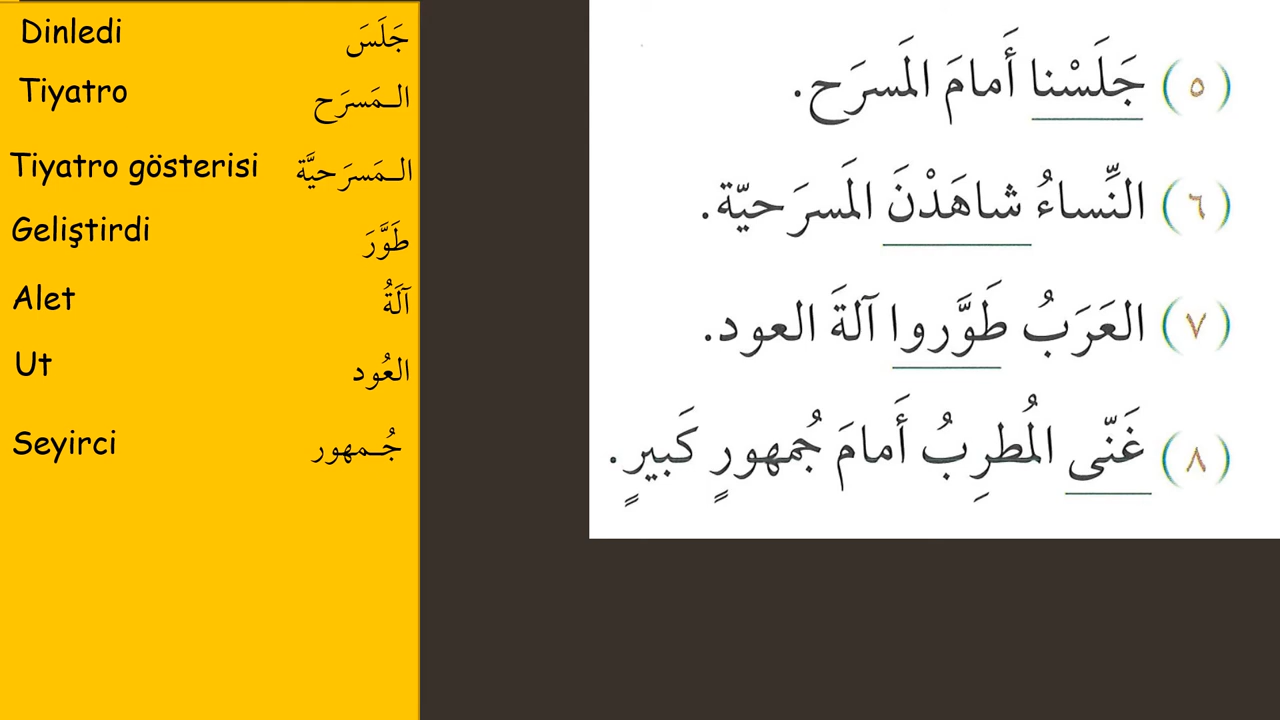 Dinledi جَلَسَ
Tiyatro الـمَسرَح
Tiyatro gösterisi الـمَسرَحيَّة
Geliştirdi طَوَّرَ
Alet آلَةُ
Ut العُود
Seyirci جُـمهور
(٥) جَلَسْنا أَمامَ المَسرَح.
(٦) النِّساءُ شاهَدْنَ المَسرَحيّة.
(٧) العَرَبُ طَوَّروا آلَةَ العود.
(٨) غَنّى المُطرِبُ أَمامَ جُمهورٍ كَبيرٍ.